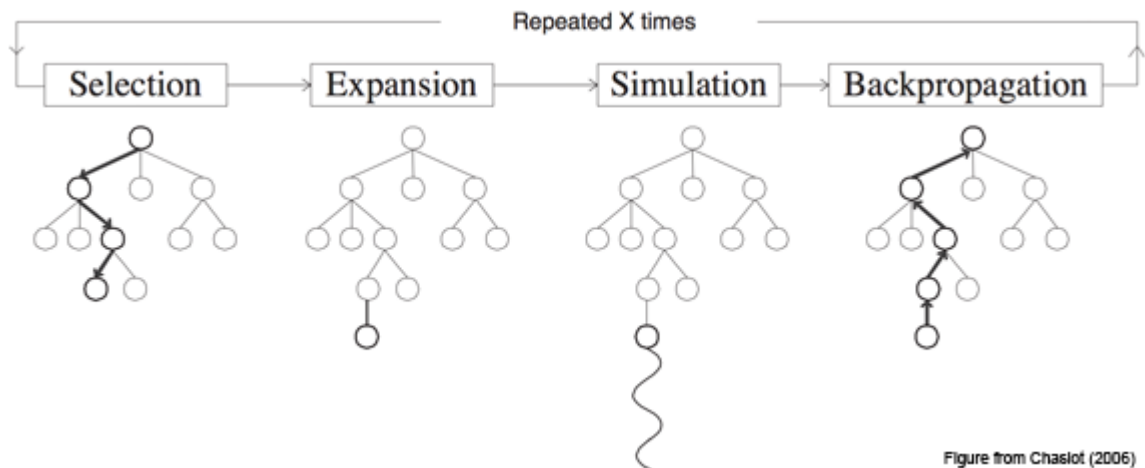 Repeated X times
Selection
Expansion
Simulation
Backpropagation
Figure from Chaslot (2006)